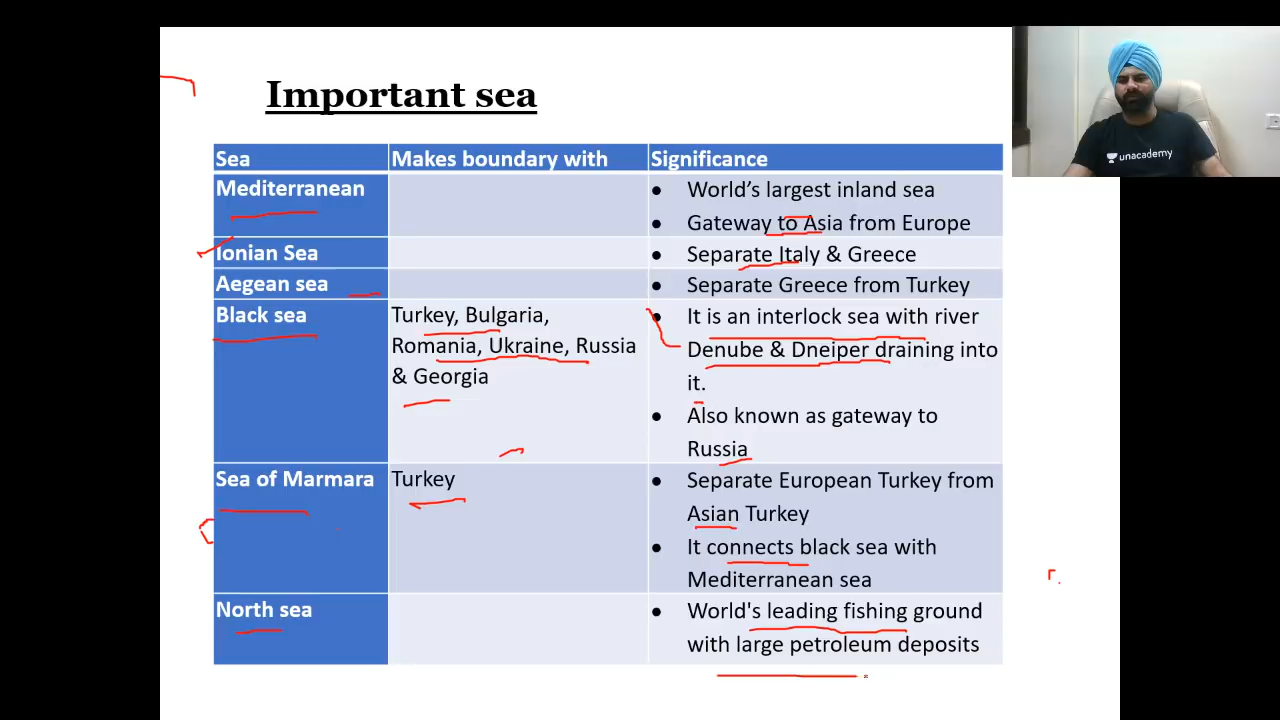 Important sea
unacademy
Sea Makes boundary with Significance
Mediterranean
● World’s largest inland sea
● Gateway to Asia from Europe
Ionian Sea ● Separate Italy & Greece
Aegean sea ● Separate Greece from Turkey
Black sea
Turkey, Bulgaria,
Romania, Ukraine, Russia
& Georgia
● It is an interlock sea with river
Denube & Dneiper draining into
it.
● Also known as gateway to
Russia
Sea of Marmara
Turkey
● Separate European Turkey from
Asian Turkey
● It connects black sea with
Mediterranean sea
North sea
● World's leading fishing ground
with large petroleum deposits